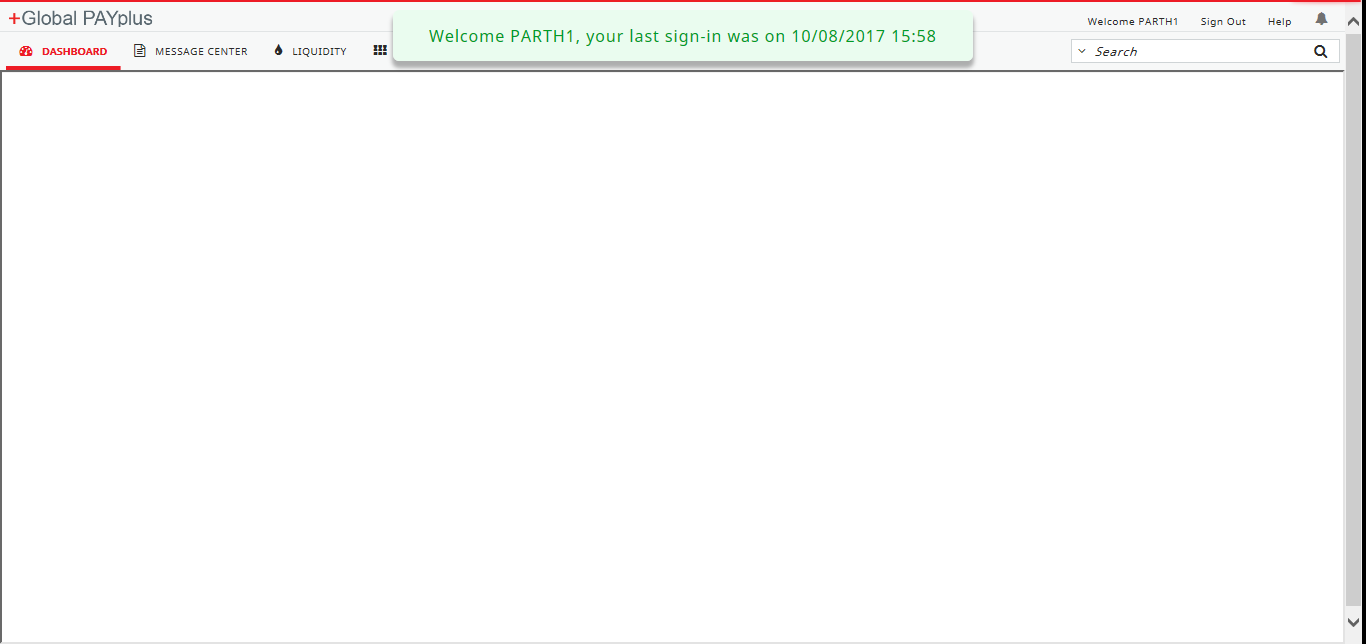 +Global PAYplus
Welcome PARTH1, your last sign-in was on 10/08/2017 15:58
Welcome PARTH1 Sign Out Help
DASHBOARD MESSAGE CENTER LIQUIDITY
Search